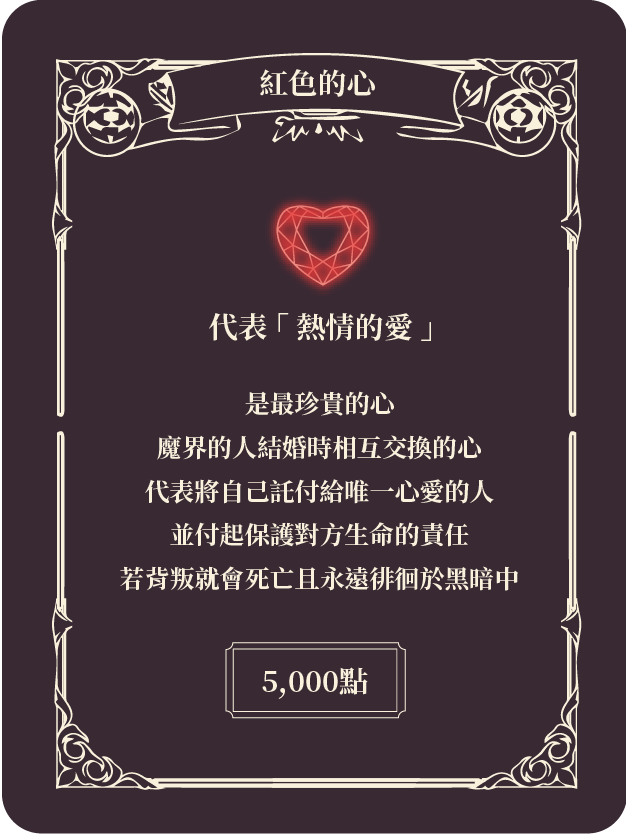 紅色的心
代表「熱情的愛」
是最珍貴的心
魔界的人結婚時相互交換的心
代表將自己託付給唯一心愛的人
並付起保護對方生命的責任
若背叛就會死亡且永遠徘徊於黑暗中
5,000點